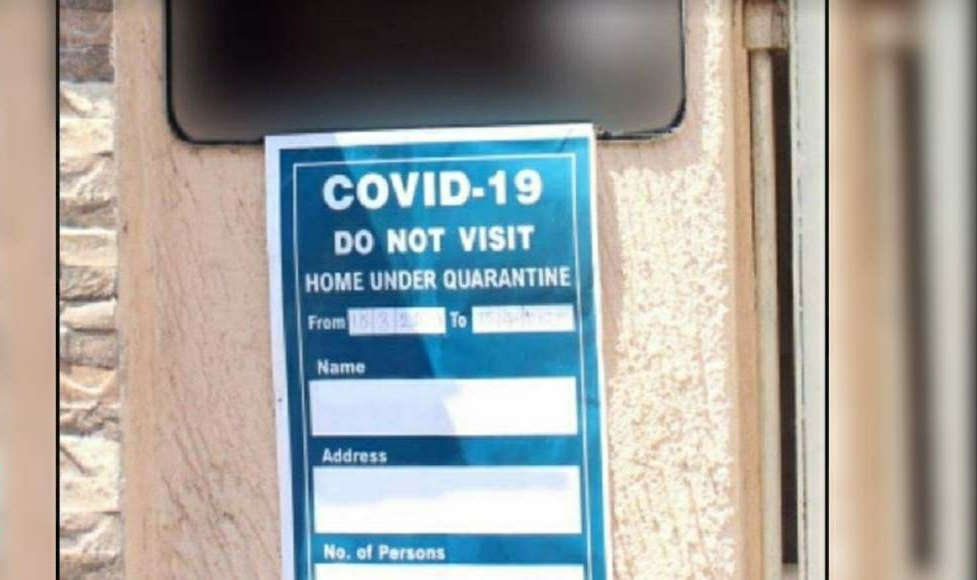 COVID-19
DO NOT VISIT
HOME UNDER QUARANTINE
From To
Name
Address
No. of Persons